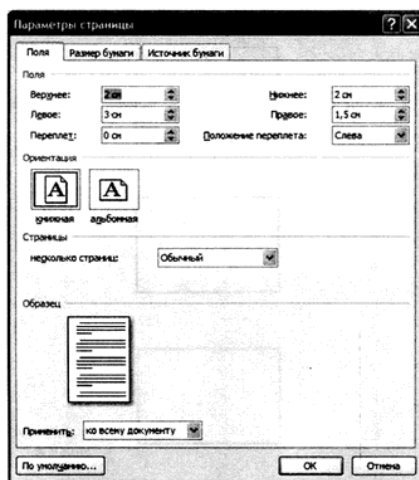 Параметры страницы
Поля Размер бумаги Источник бумаги
Поля
Верхнее: 2 см Нижнее: 2 см
Левое: 3 см Правое: 1,5 см
Переплет: 0 см Положение переплета: Слева
Ориентация
A A
книжная альбомная
Страницы
несколько страниц: Обычный
Образец
Применить: ко всему документу
По умолчанию... ОК Отмена